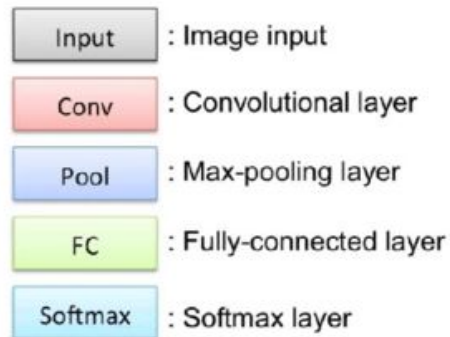 Input : Image input
Conv : Convolutional layer
Pool : Max-pooling layer
FC : Fully-connected layer
Softmax : Softmax layer